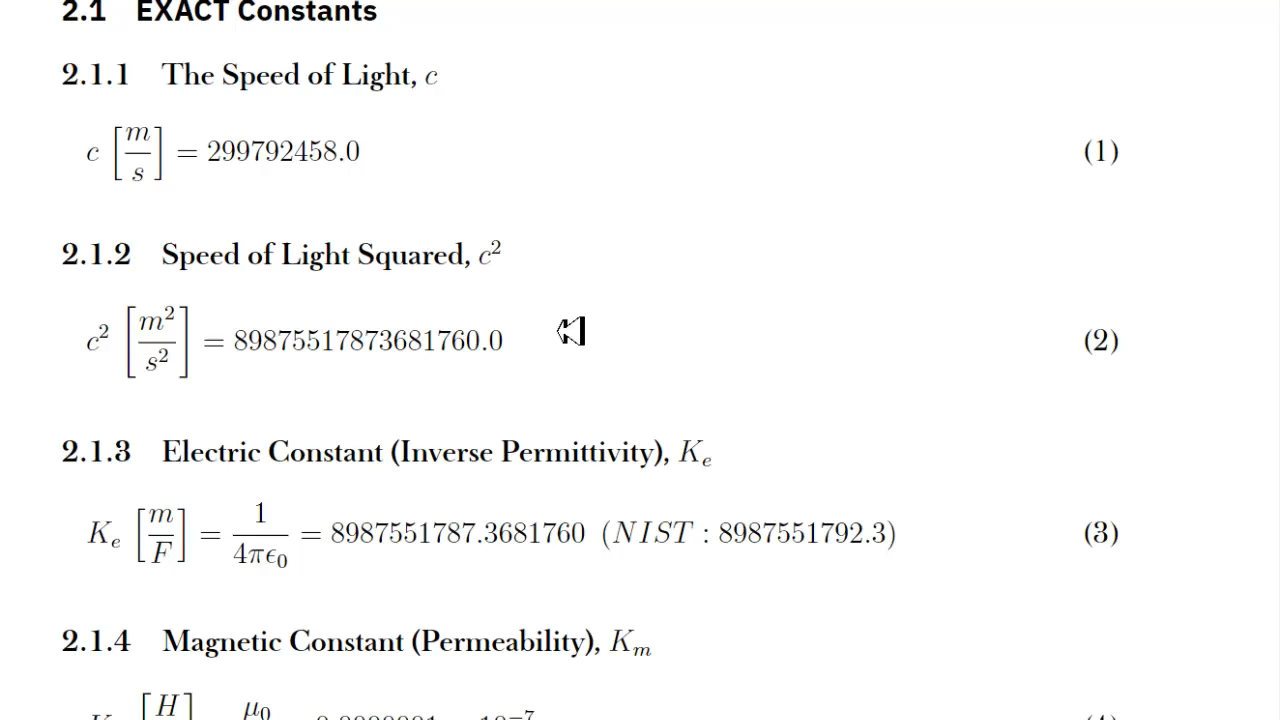 2.1 EXACT Constants
2.1.1 The Speed of Light, c
c [m/s] = 299792458.0 (1)
2.1.2 Speed of Light Squared, c²
c² [m²/s²] = 89875517873681760.0 (2)
2.1.3 Electric Constant (Inverse Permittivity), Kₑ
Kₑ [m/F] = 1/4πϵ₀ = 8987551787.3681760 (NIST : 8987551792.3) (3)
2.1.4 Magnetic Constant (Permeability), Kₘ
[H] μ₀